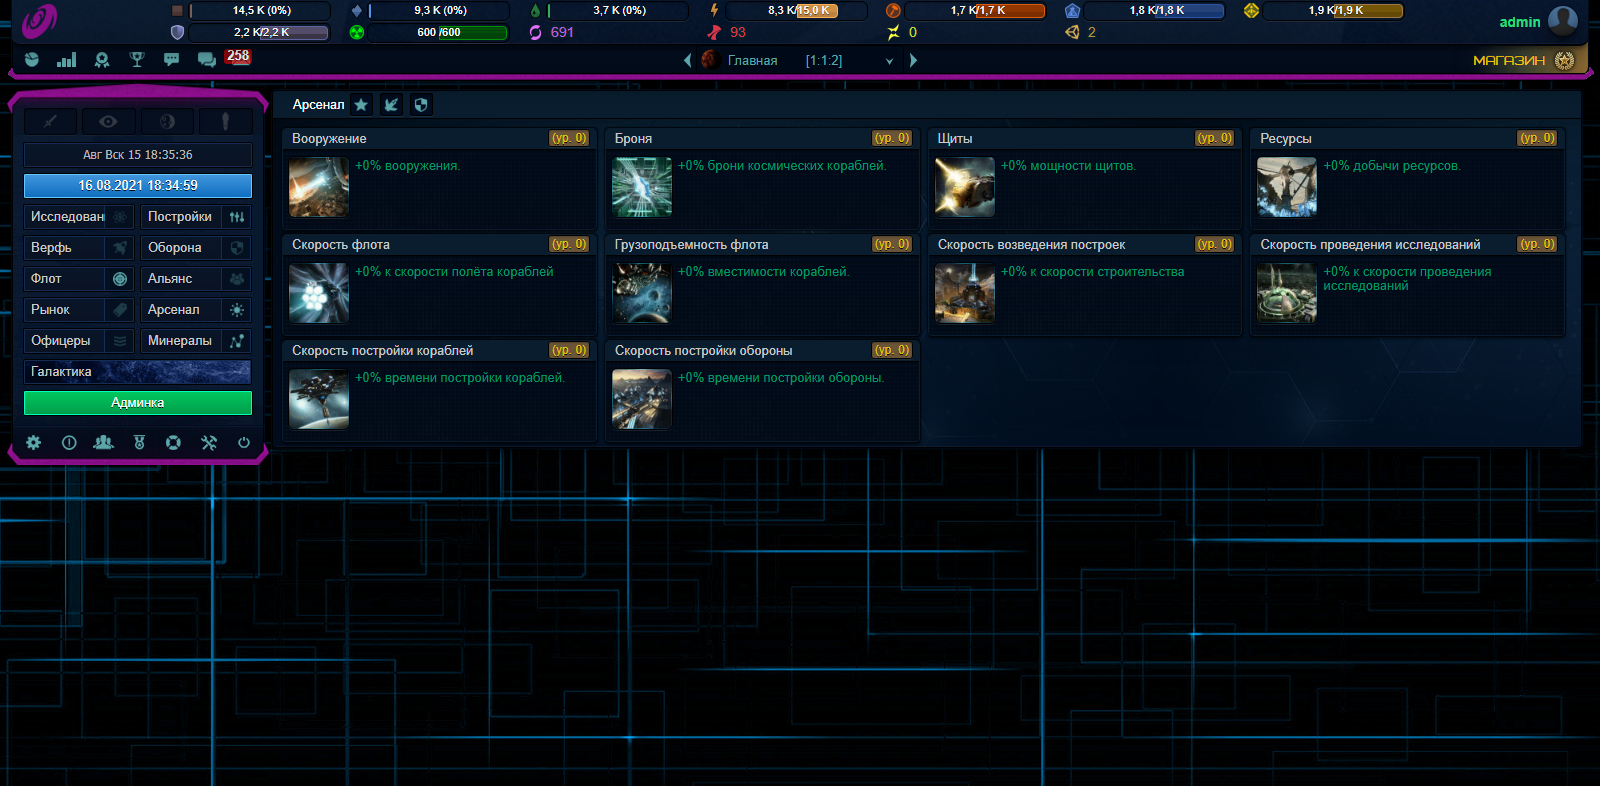 14,5 K (0%)
9,3 K (0%)
3,7 K (0%)
8,3 K/15,0 K
1,7 K/1,7 K
1,8 K/1,8 K
1,9 K/1,9 K
2,2 K/2,2 K
600 /600
691
93
0
2
admin
258
Главная [1:1:2]
МАГАЗИН
Авг Вск 15 18:35:36
16.08.2021 18:34:59
Исследован
Постройки
Верфь
Оборона
Флот
Альянс
Рынок
Арсенал
Офицеры
Минералы
Галактика
Админка
Арсенал
Вооружение (ур. 0)
+0% вооружения.
Броня (ур. 0)
+0% брони космических кораблей.
Щиты (ур. 0)
+0% мощности щитов.
Ресурсы (ур. 0)
+0% добычи ресурсов.
Скорость флота (ур. 0)
+0% к скорости полёта кораблей
Грузоподъемность флота (ур. 0)
+0% вместимости кораблей.
Скорость возведения построек (ур. 0)
+0% к скорости строительства
Скорость проведения исследований (ур. 0)
+0% к скорости проведения
исследований
Скорость постройки кораблей (ур. 0)
+0% времени постройки кораблей.
Скорость постройки обороны (ур. 0)
+0% времени постройки обороны.